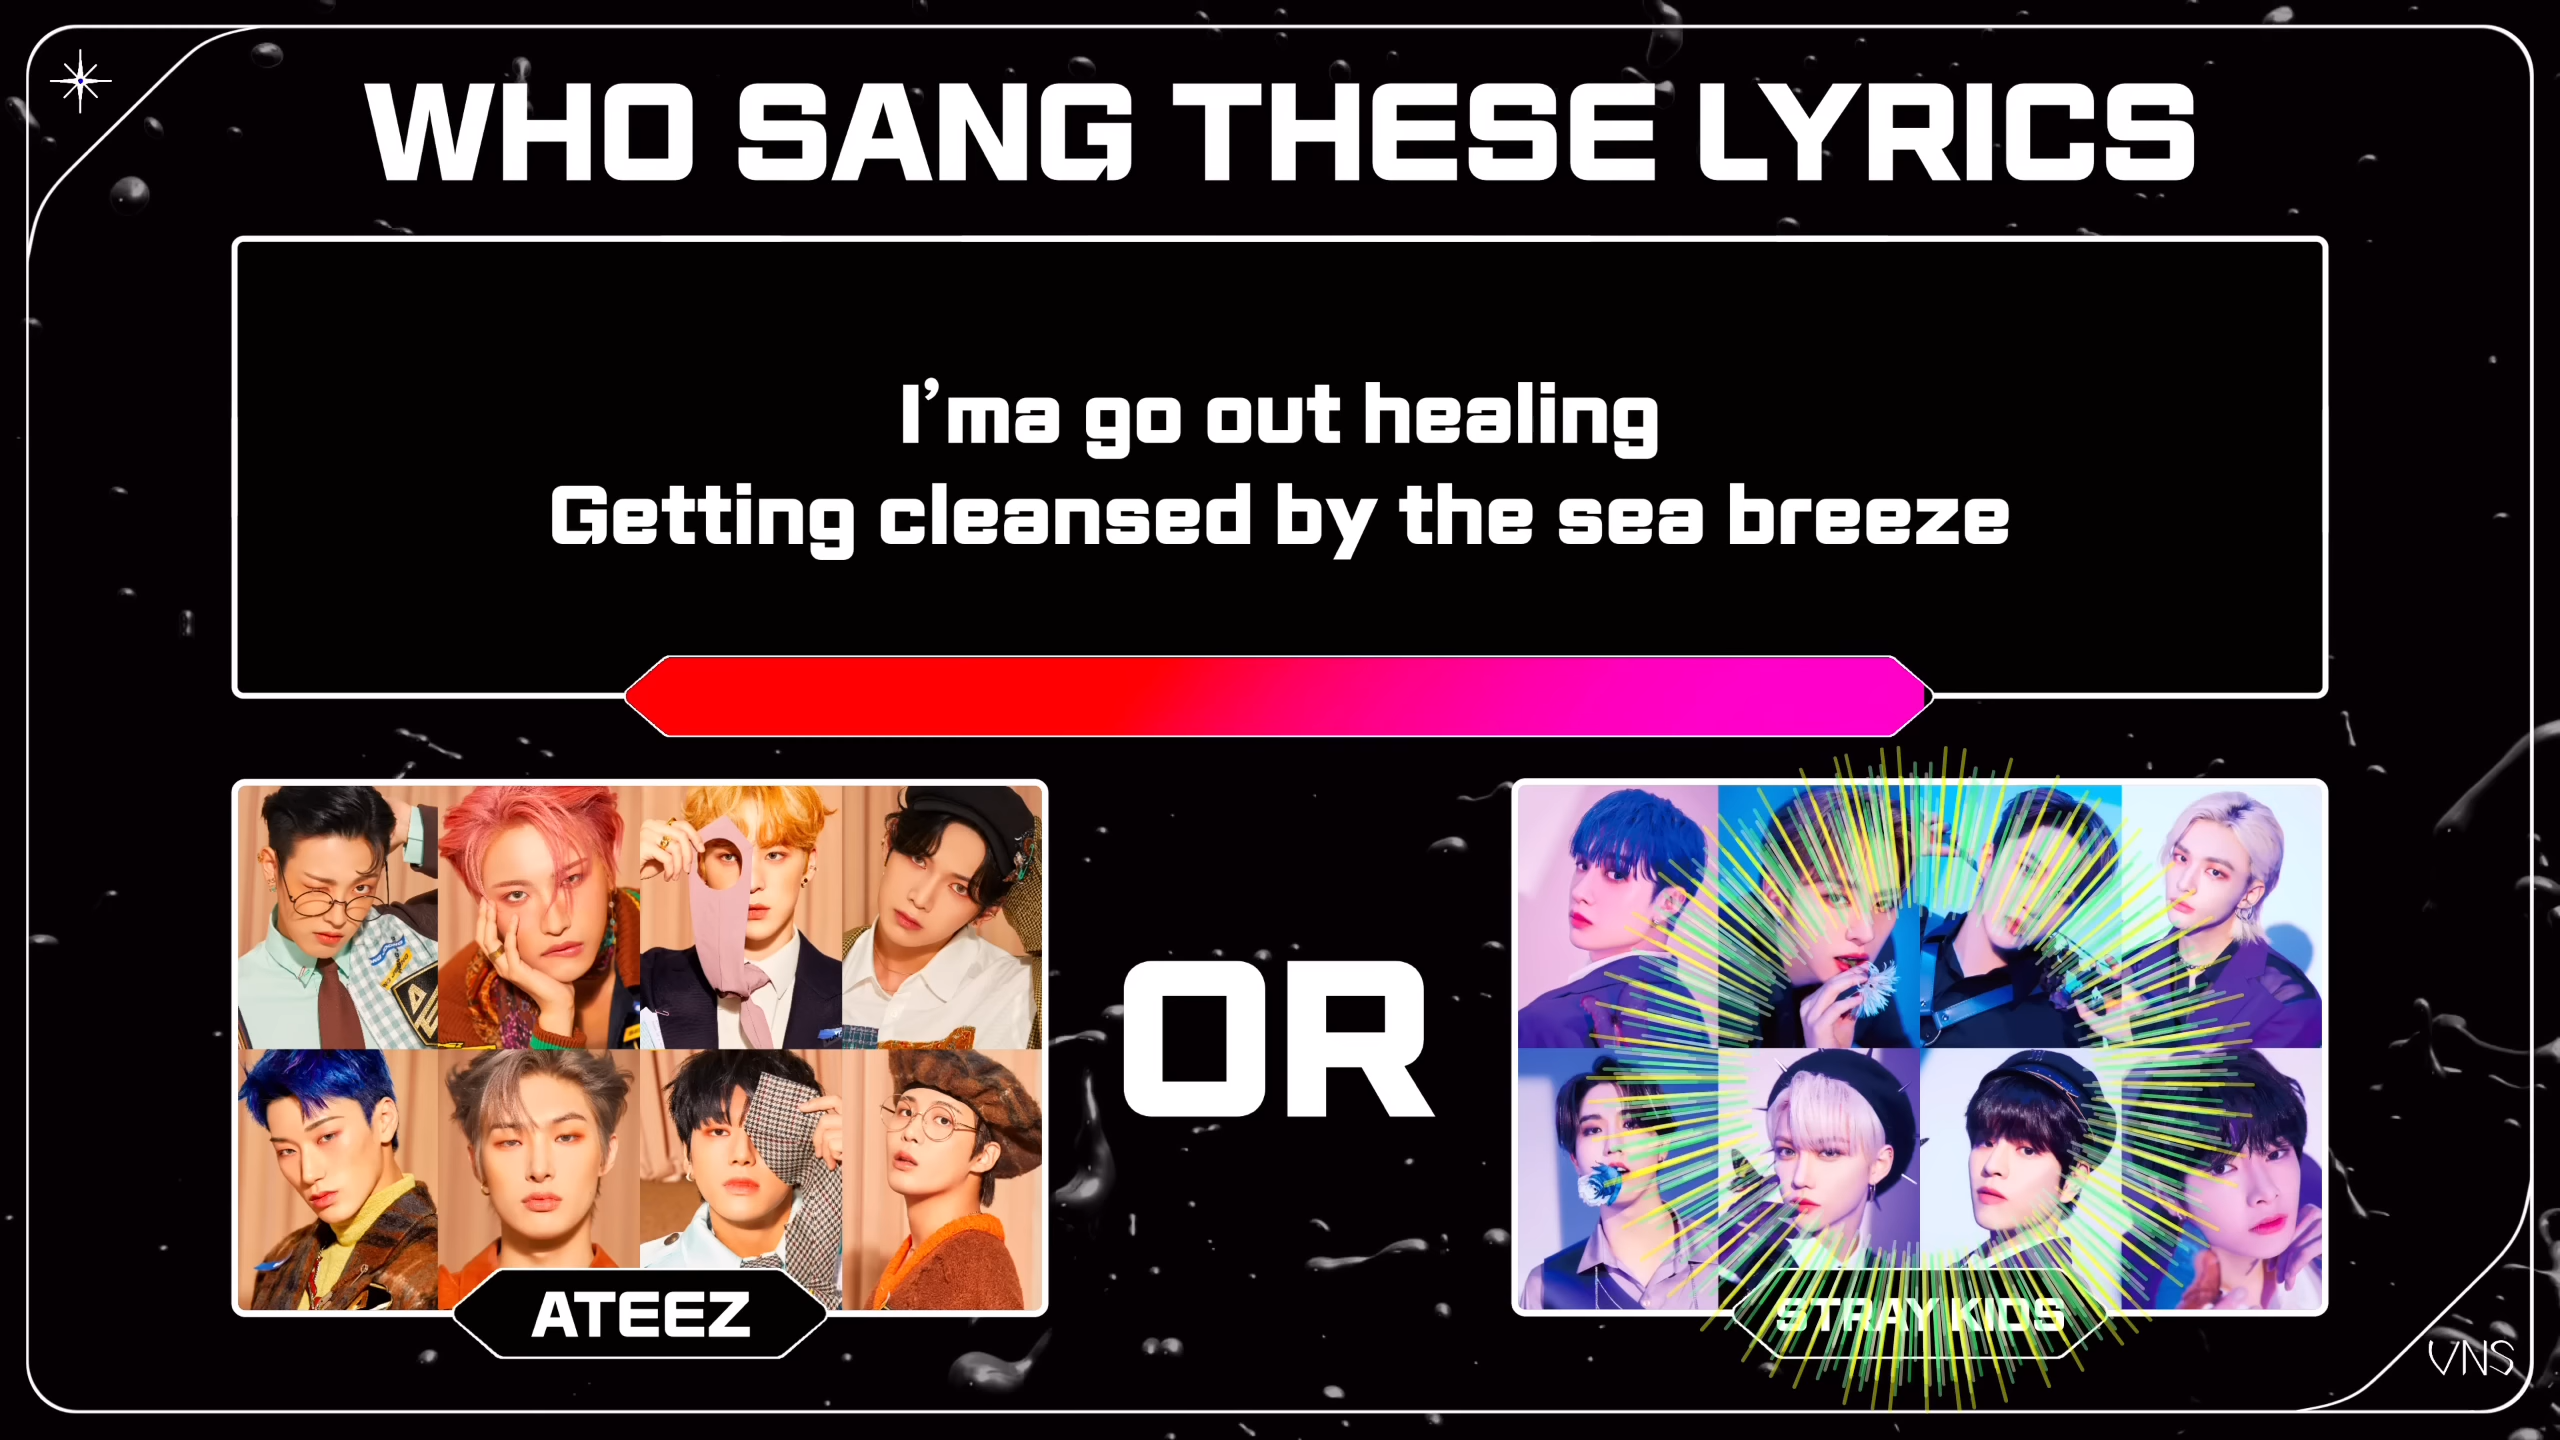 WHO SANG THESE LYRICS
I'ma go out healing
Getting cleansed by the sea breeze
OR
ATEEZ
STRAY KIDS
VNS